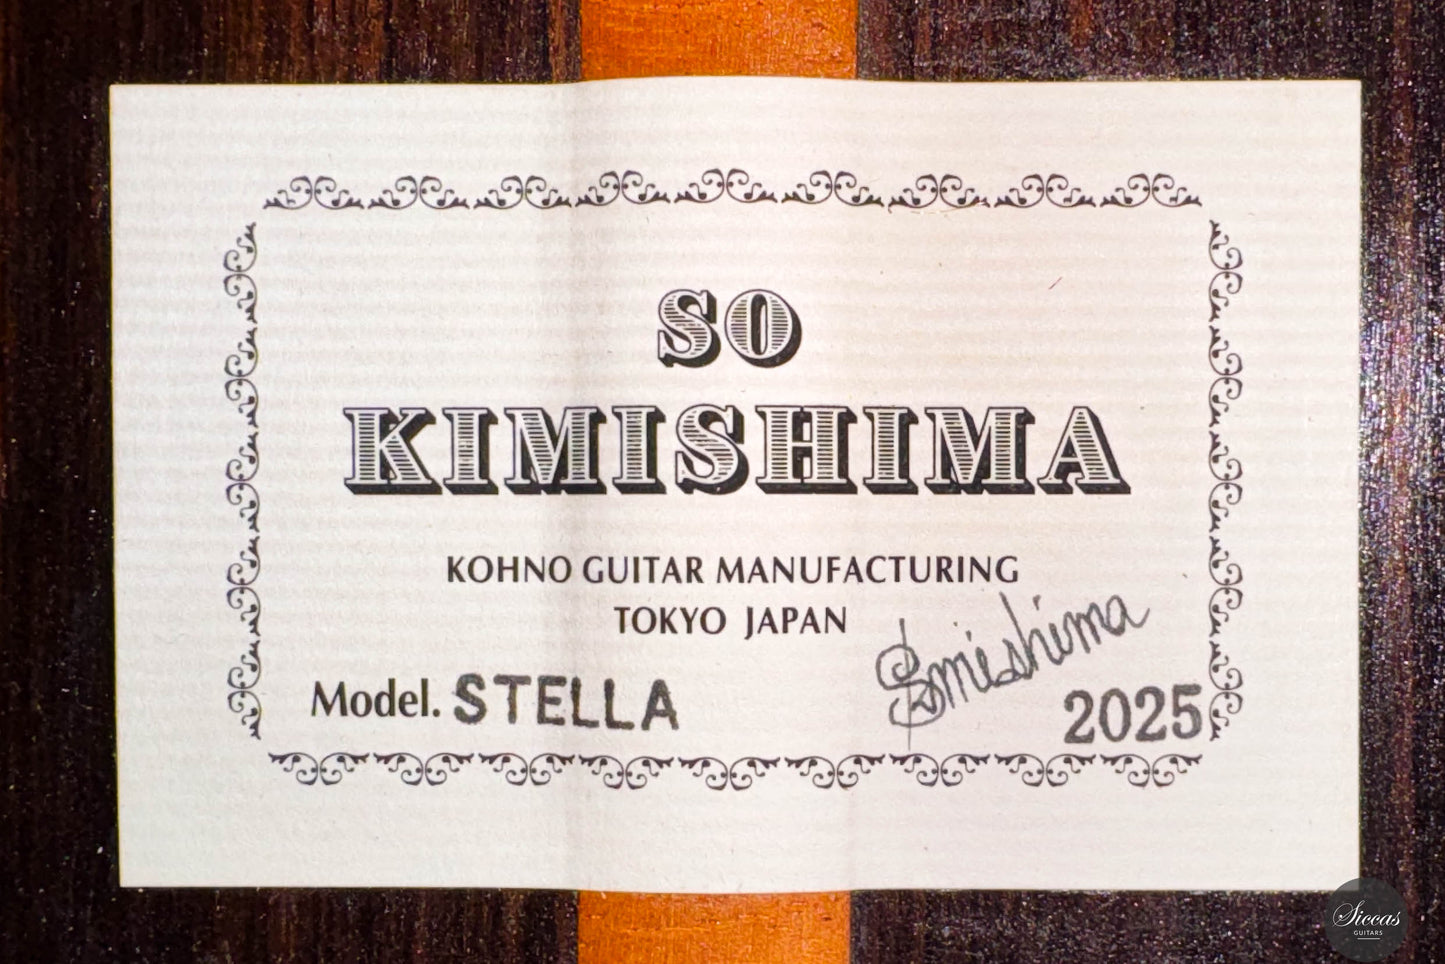 SO
KIMISHIMA
KOHNO GUITAR MANUFACTURING
TOKYO JAPAN
Model. STELLA
S Kimishima
2025
Siccas
GUITARS